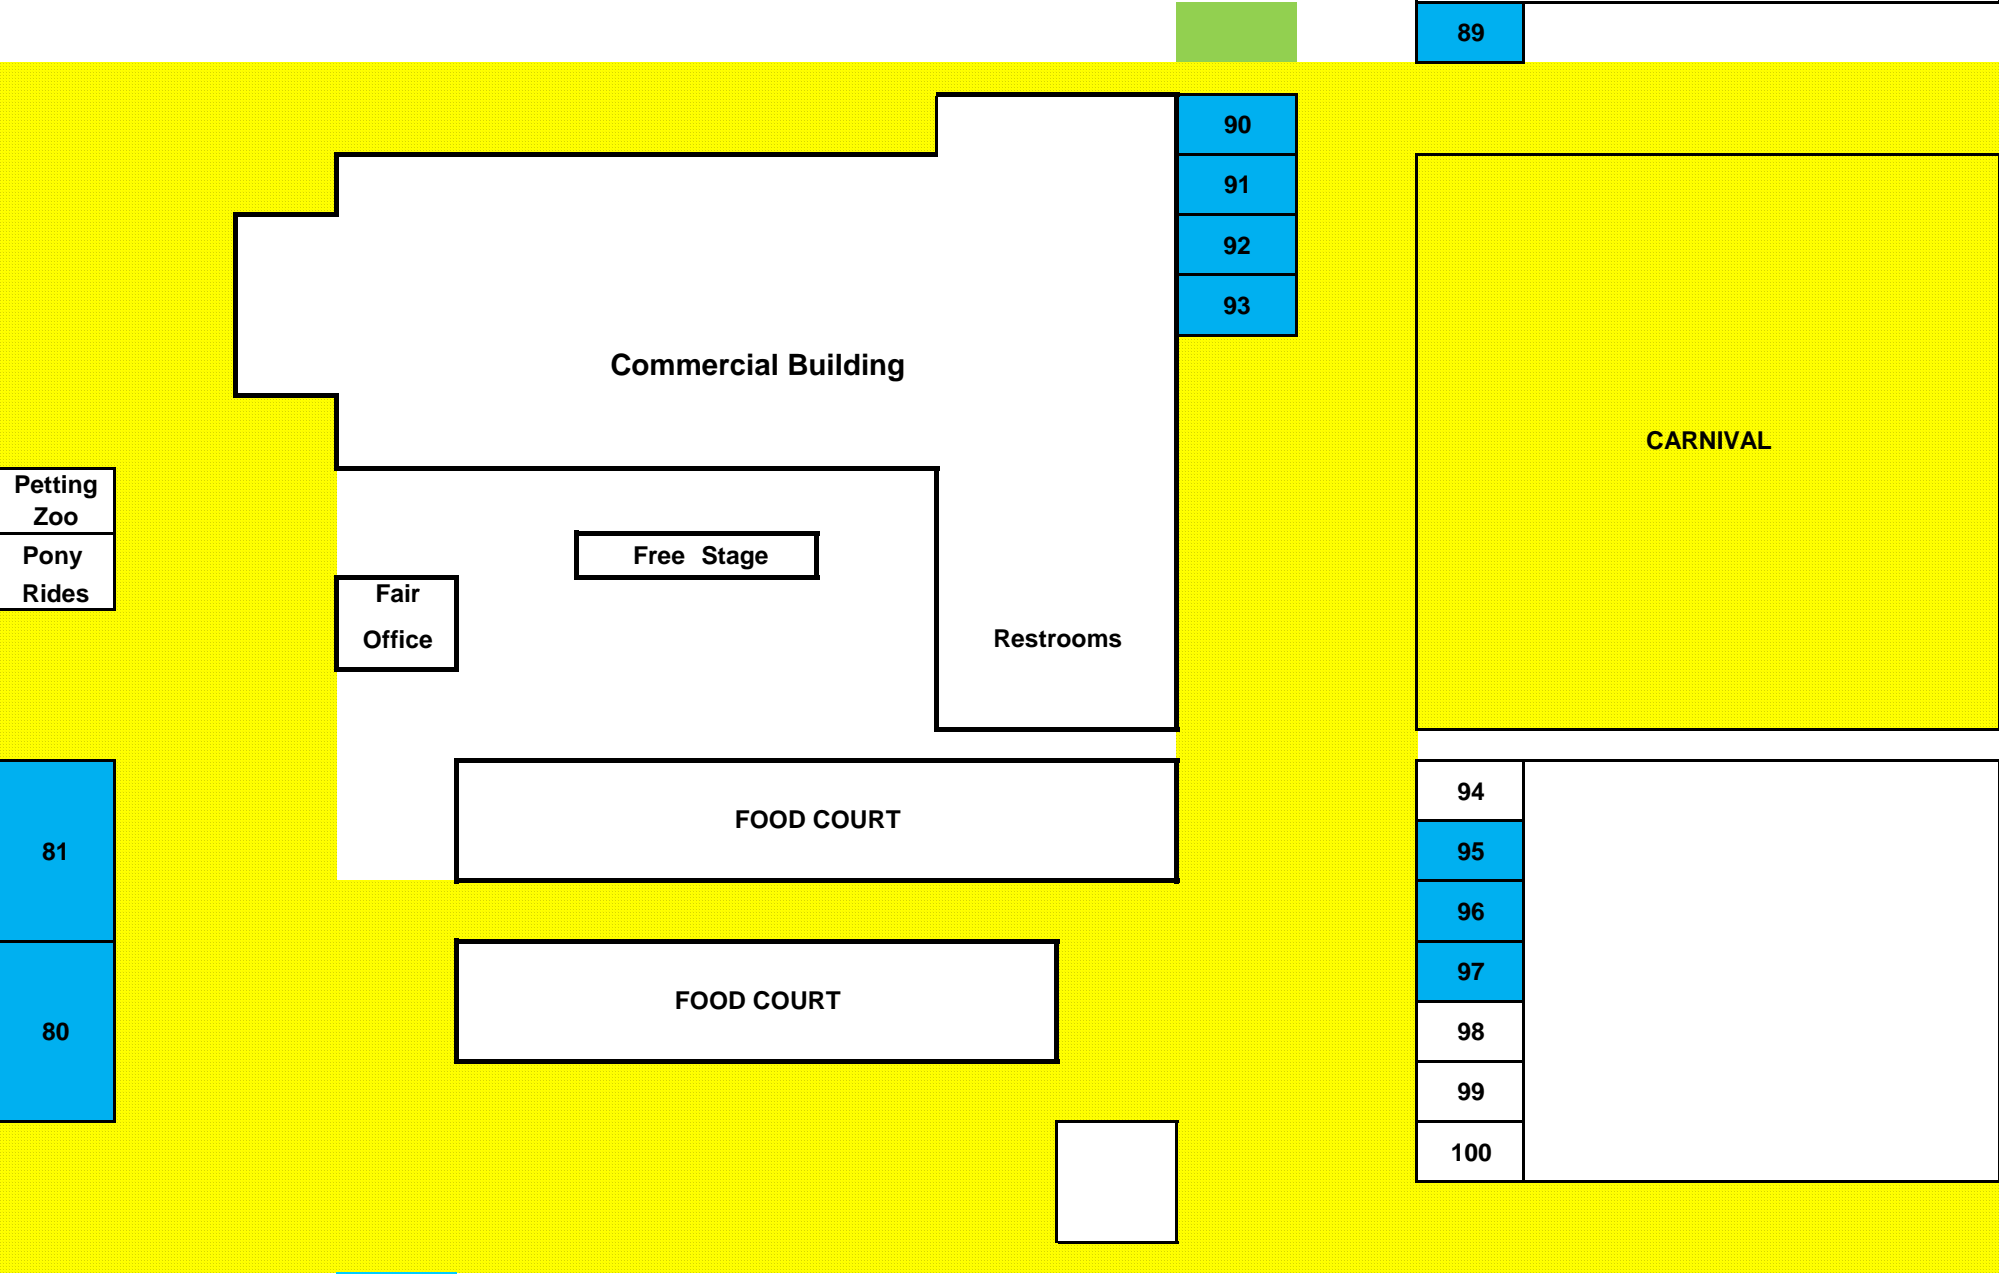 89
90
91
92
93
Commercial Building
CARNIVAL
Petting
Zoo
Pony
Rides
Free Stage
Fair
Office
Restrooms
FOOD COURT
94
81
95
96
97
FOOD COURT
80
98
99
100